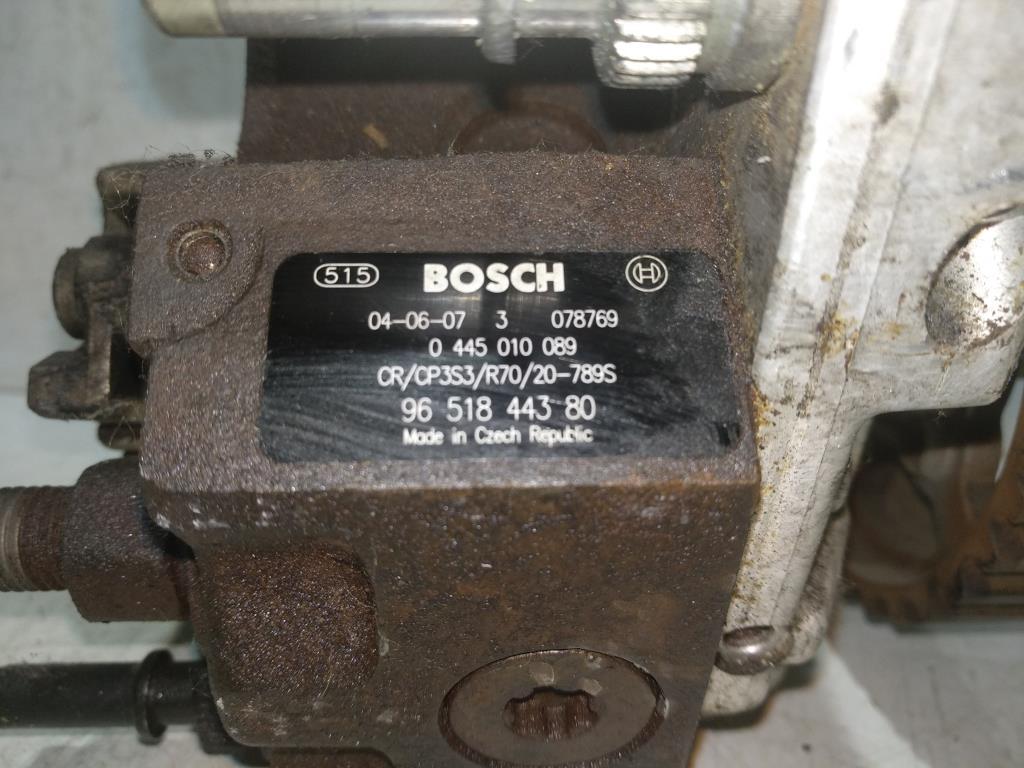 515 BOSCH
04-06-07 3 078769
0 445 010 089
CR/CP3S3/R70/20-789S
96 518 443 80
Made in Czech Republic